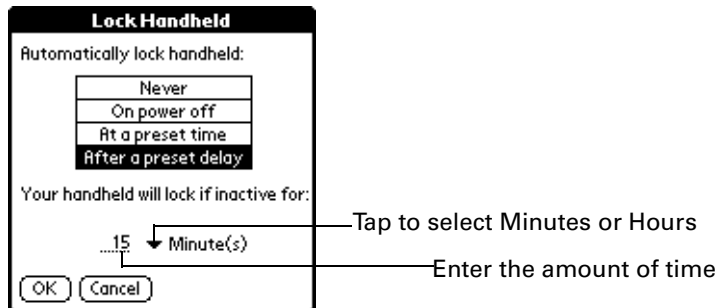 Lock Handheld
Automatically lock handheld:
Never
On power off
At a preset time
After a preset delay
Your handheld will lock if inactive for:
Tap to select Minutes or Hours
15 Minute(s)
Enter the amount of time
OK Cancel